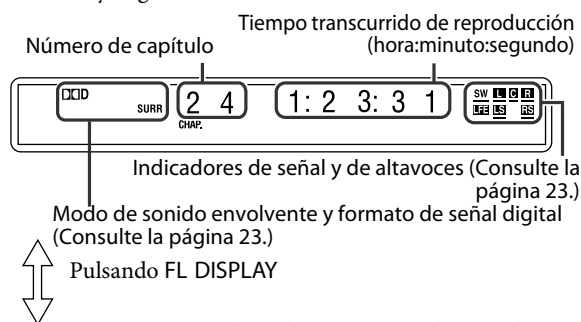 Tiempo transcurrido de reproducción
(hora:minuto:segundo)
Número de capítulo
D
SURR
2 4
CHAP.
1: 2 3: 3 1
SW L C R
LFE LS RS
Indicadores de señal y de altavoces (Consulte la
página 23.)
Modo de sonido envolvente y formato de señal digital
(Consulte la página 23.)
Pulsando FL DISPLAY